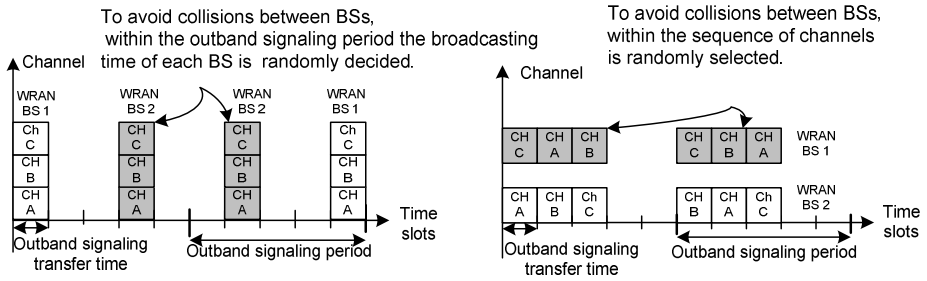 To avoid collisions between BSs,
within the outband signaling period the broadcasting
time of each BS is randomly decided.
Channel
WRAN
BS 1
WRAN
BS 2
WRAN
BS 2
WRAN
BS 1
Ch
C
CH
B
CH
A
CH
C
CH
B
CH
A
CH
C
CH
B
CH
A
Ch
C
CH
B
CH
A
Time
slots
Outband signaling
transfer time
Outband signaling period
To avoid collisions between BSs,
within the sequence of channels
is randomly selected.
Channel
CH
C
CH
A
CH
B
CH
C
CH
B
CH
A
WRAN
BS 1
CH
A
CH
B
Ch
C
CH
B
CH
A
Ch
C
WRAN
BS 2
Time
slots
Outband signaling
transfer time
Outband signaling period